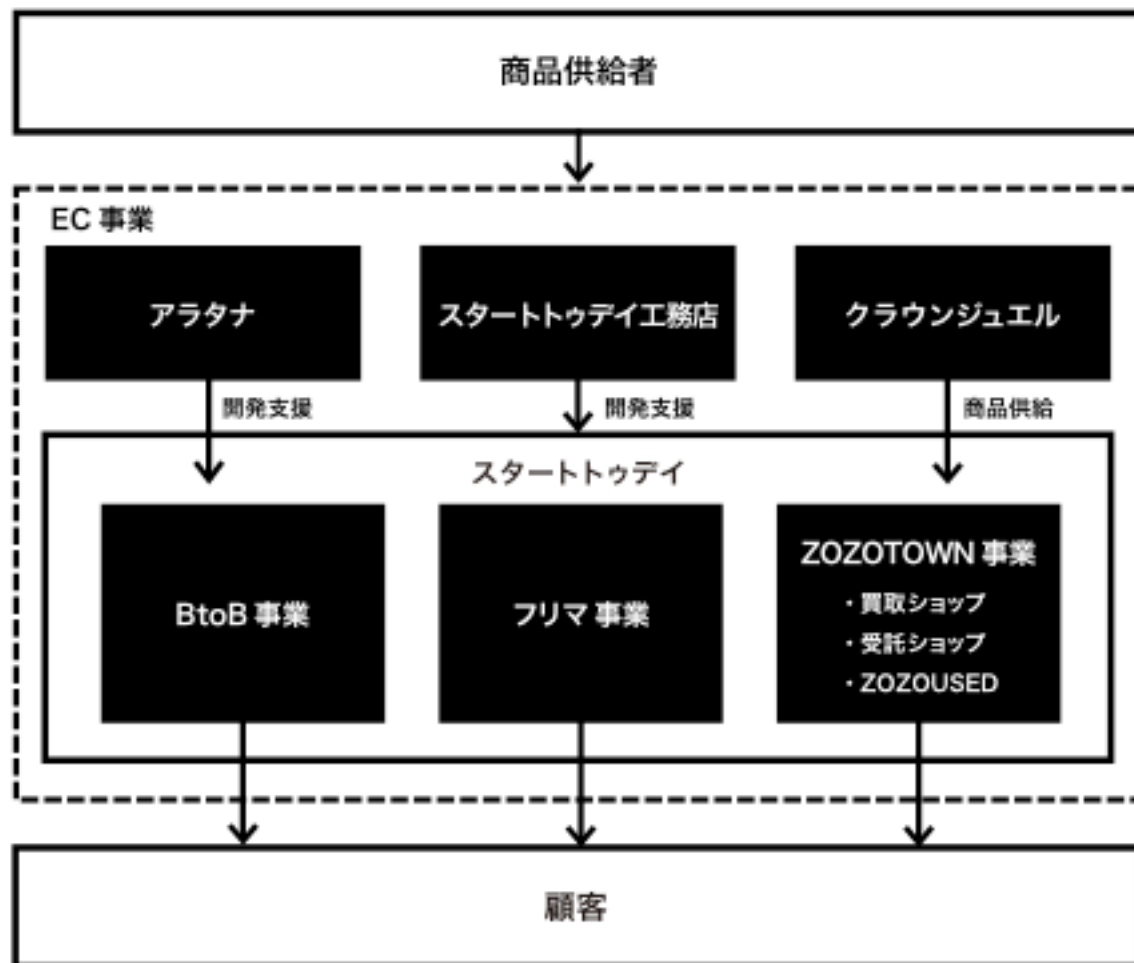 商品供給者
EC 事業
アラタナ
スタートトゥデイ工務店
クラウンジュエル
開発支援
開発支援
商品供給
スタートトゥデイ
BtoB 事業
フリマ 事業
ZOZOTOWN 事業
・買取ショップ
・受託ショップ
・ZOZOUSED
顧客